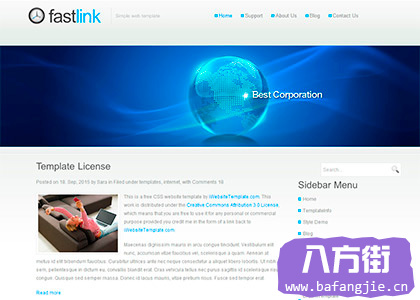 fastlink
Simple web template
Home Support About Us Blog Contact Us
Best Corporation
Template License
Posted on 18. Sep, 2015 by Sara in Filed under templates, internet, with Comments 18
This is a free CSS website template by iWebsiteTemplate.com. This
work is distributed under the Creative Commons Attribution 3.0 License,
which means that you are free to use it for any personal or commercial
purpose provided you credit me in the form of a link back to
iWebsiteTemplate.com.
Maecenas dignissim mauris in arcu congue tincidunt. Vestibulum elit
nunc, accumsan vitae faucibus vel, scelerisque a quam. Aenean at
metus id elit bibendum faucibus. Curabitur ultrices ante nec neque consectetur a aliquet libero lobortis. Ut nibh
sem, pellentesque in dictum eu, convallis blandit erat. Cras vehicula tellus nec purus sagittis id scelerisque risus
congue. Quisque sed semper massa. Donec id lacus mauris, vitae pretium risus. Fusce sed tempor erat.
Read More
Search..
Sidebar Menu
Home
TemplateInfo
Style Demo
Blog
八方街
www.bafangjie.cn